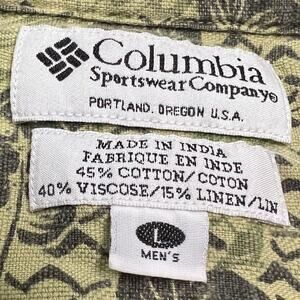 Columbia
Sportswear Company®
PORTLAND, OREGON U.S.A.
MADE IN INDIA
FABRIQUE EN INDE
45% COTTON/COTON
40% VISCOSE/15% LINEN/LIN
L
MEN'S